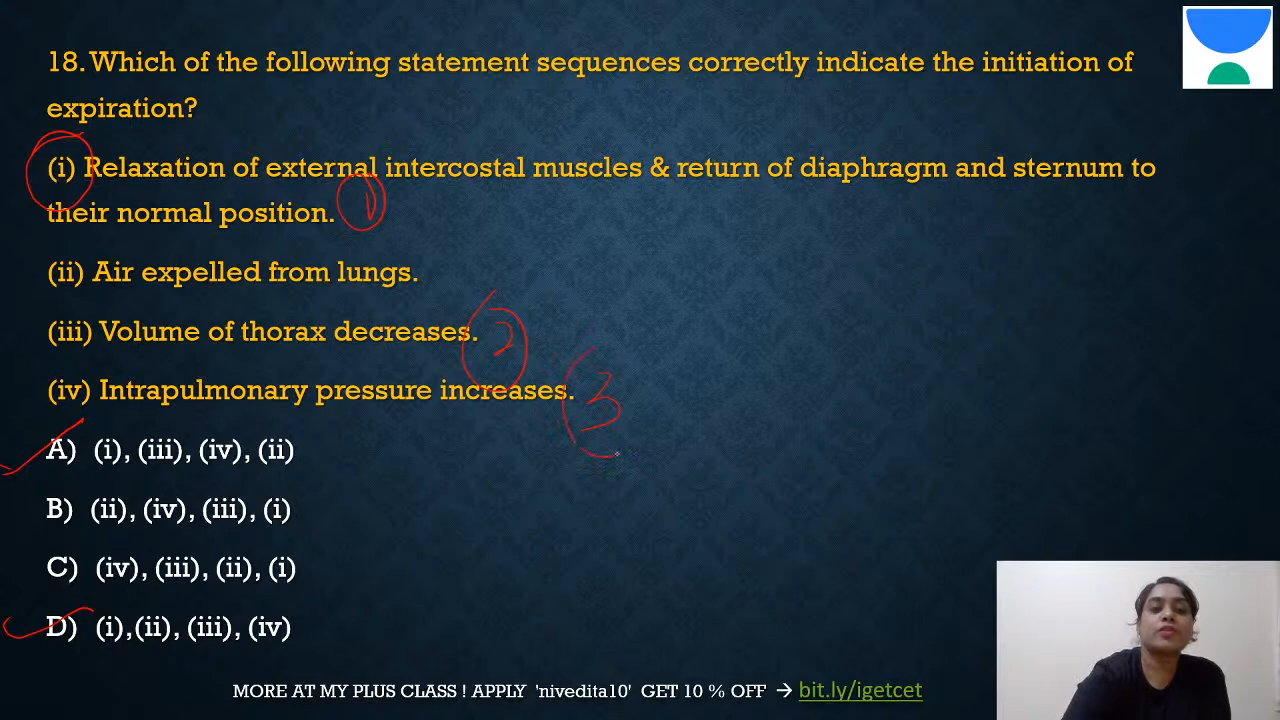 18. Which of the following statement sequences correctly indicate the initiation of
expiration?
(i) Relaxation of external intercostal muscles & return of diaphragm and sternum to
their normal position.
1
(ii) Air expelled from lungs.
(iii) Volume of thorax decreases.
2
(iv) Intrapulmonary pressure increases.
3
A) (i), (iii), (iv), (ii)
B) (ii), (iv), (iii), (i)
C) (iv), (iii), (ii), (i)
D) (i),(ii), (iii), (iv)
MORE AT MY PLUS CLASS ! APPLY 'nivedita10' GET 10 % OFF → bit.ly/igetcet